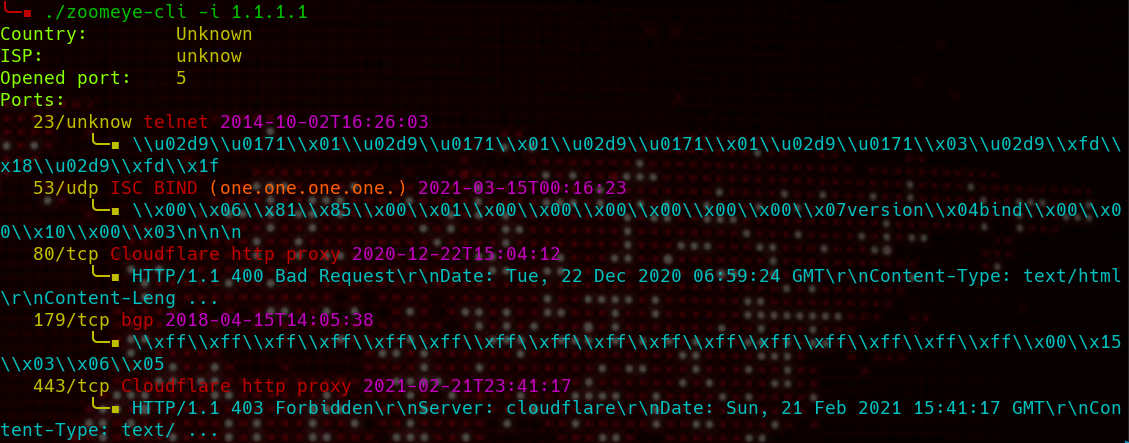 ./zoomeye-cli -i 1.1.1.1
Country:        Unknown
ISP:            unknow
Opened port:    5
Ports:
   23/unknow telnet 2014-10-02T16:26:03
            \\u02d9\\u0171\\x01\\u02d9\\u0171\\x01\\u02d9\\u0171\\x01\\u02d9\\u0171\\x03\\u02d9\\xfd\\
x18\\u02d9\\xfd\\x1f
   53/udp ISC BIND (one.one.one.one.) 2021-03-15T00:16:23
            \\x00\\x06\\x81\\x85\\x00\\x01\\x00\\x00\\x00\\x00\\x00\\x00\\x07version\\x04bind\\x00\\x0
0\\x10\\x00\\x03\n\n\n
   80/tcp Cloudflare http proxy 2020-12-22T15:04:12
            HTTP/1.1 400 Bad Request\r\nDate: Tue, 22 Dec 2020 06:59:24 GMT\r\nContent-Type: text/html
\r\nContent-Leng ...
   179/tcp bgp 2018-04-15T14:05:38
            \\xff\\xff\\xff\\xff\\xff\\xff\\xff\\xff\\xff\\xff\\xff\\xff\\xff\\xff\\xff\\xff\\x00\\x15
\\x03\\x06\\x05
   443/tcp Cloudflare http proxy 2021-02-21T23:41:17
            HTTP/1.1 403 Forbidden\r\nServer: cloudflare\r\nDate: Sun, 21 Feb 2021 15:41:17 GMT\r\nCon
tent-Type: text/ ...